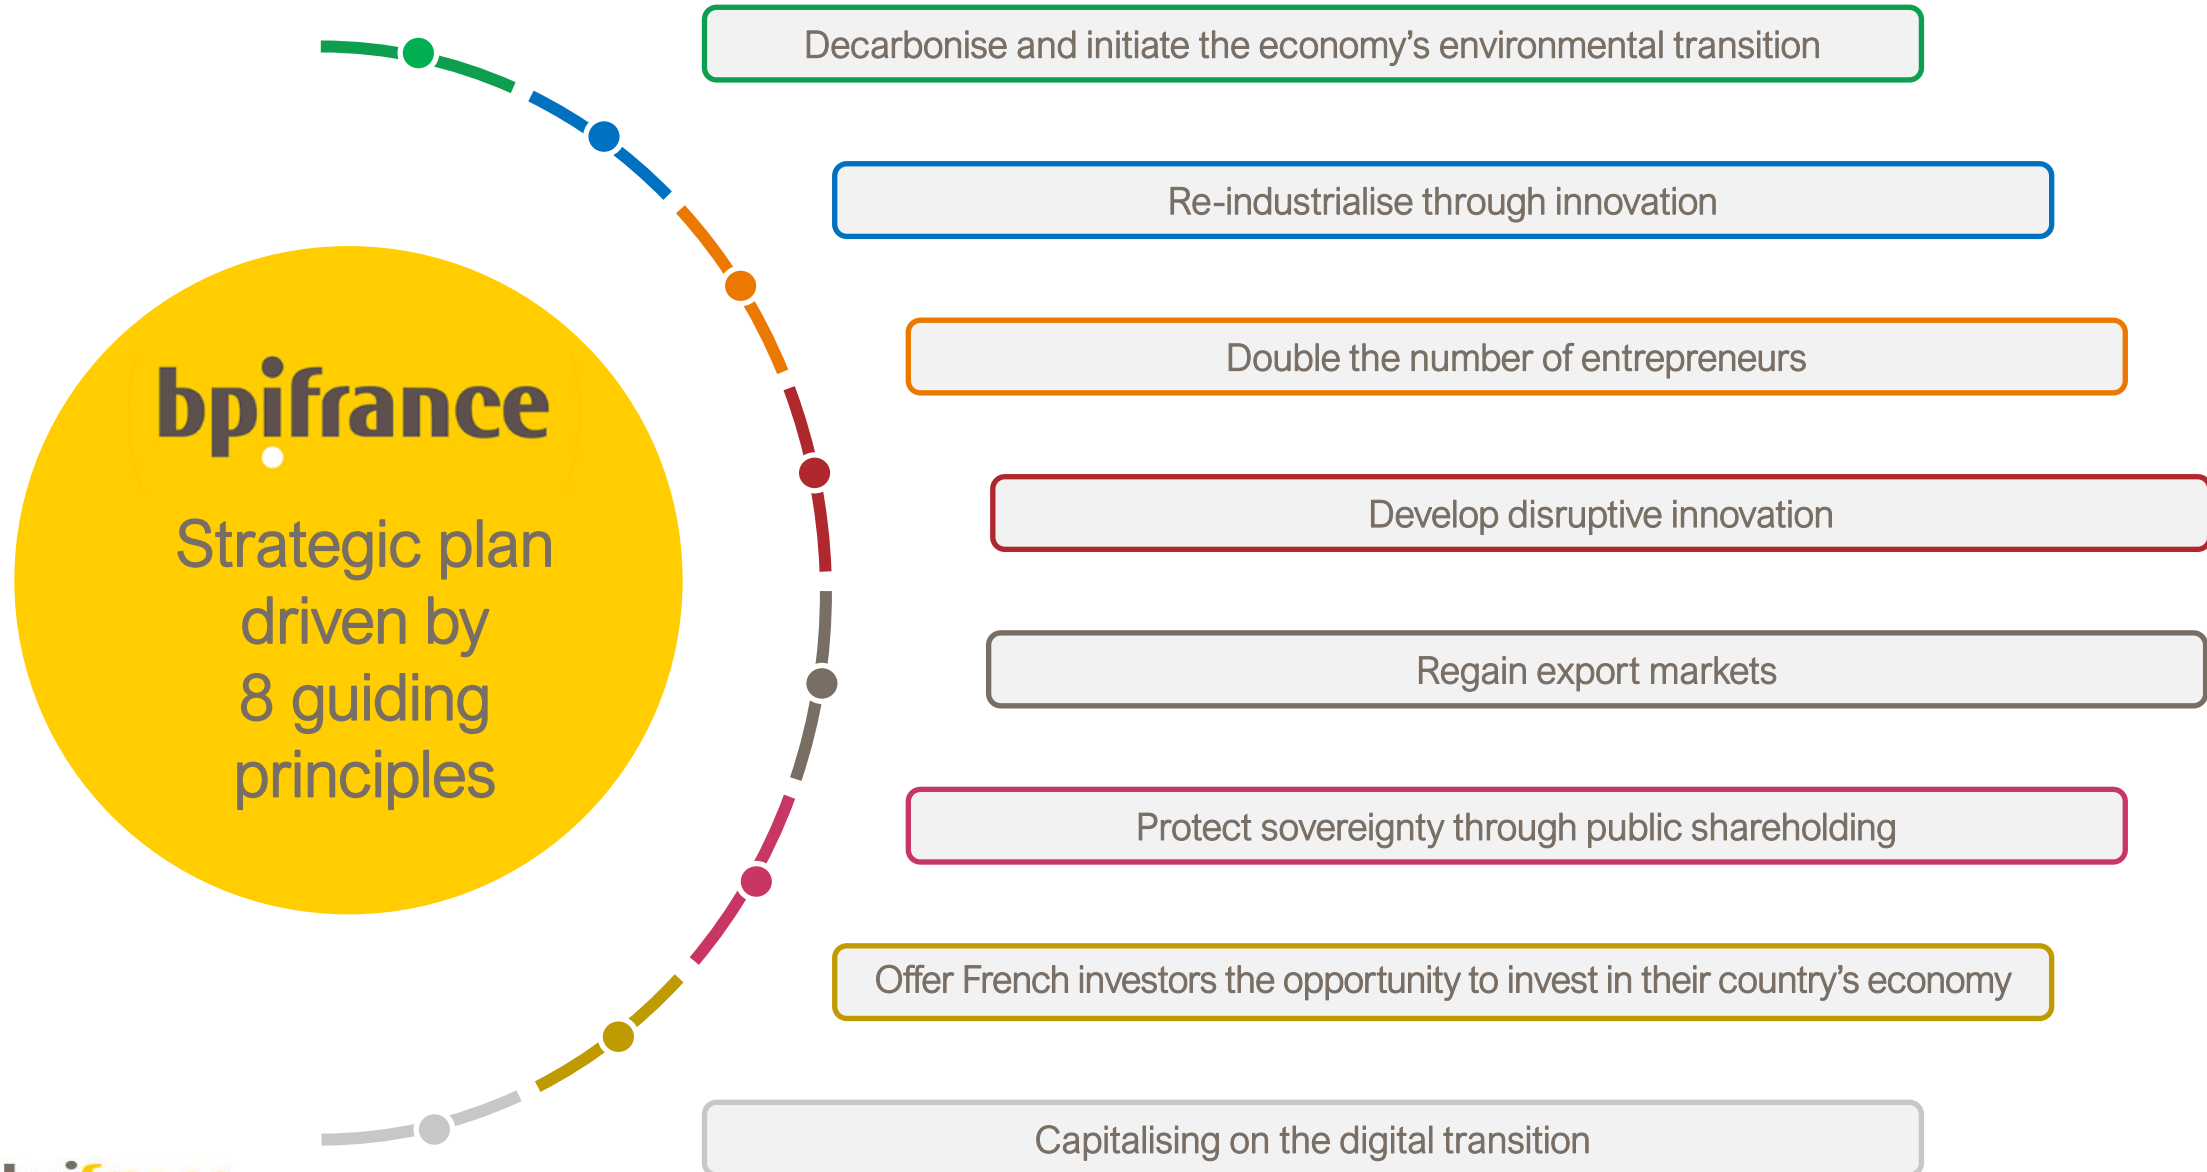 Decarbonise and initiate the economy’s environmental transition
Re-industrialise through innovation
Double the number of entrepreneurs
bpifrance
Strategic plan
driven by
8 guiding
principles
Develop disruptive innovation
Regain export markets
Protect sovereignty through public shareholding
Offer French investors the opportunity to invest in their country’s economy
Capitalising on the digital transition